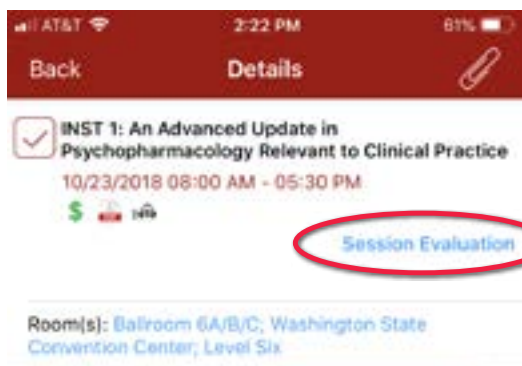 AT&T 2:22 PM 61%
Back Details
INST 1: An Advanced Update in
Psychopharmacology Relevant to Clinical Practice
10/23/2018 08:00 AM - 05:30 PM
$
Session Evaluation
Room(s): Ballroom 6A/B/C; Washington State
Convention Center; Level Six